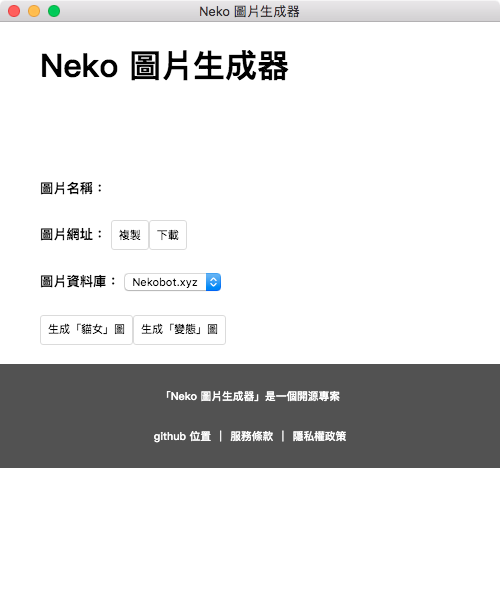 Neko 圖片生成器
Neko 圖片生成器
圖片名稱：
圖片網址： 複製 下載
圖片資料庫： Nekobot.xyz
生成「貓女」圖 生成「變態」圖
「Neko 圖片生成器」是一個開源專案
github 位置 | 服務條款 | 隱私權政策